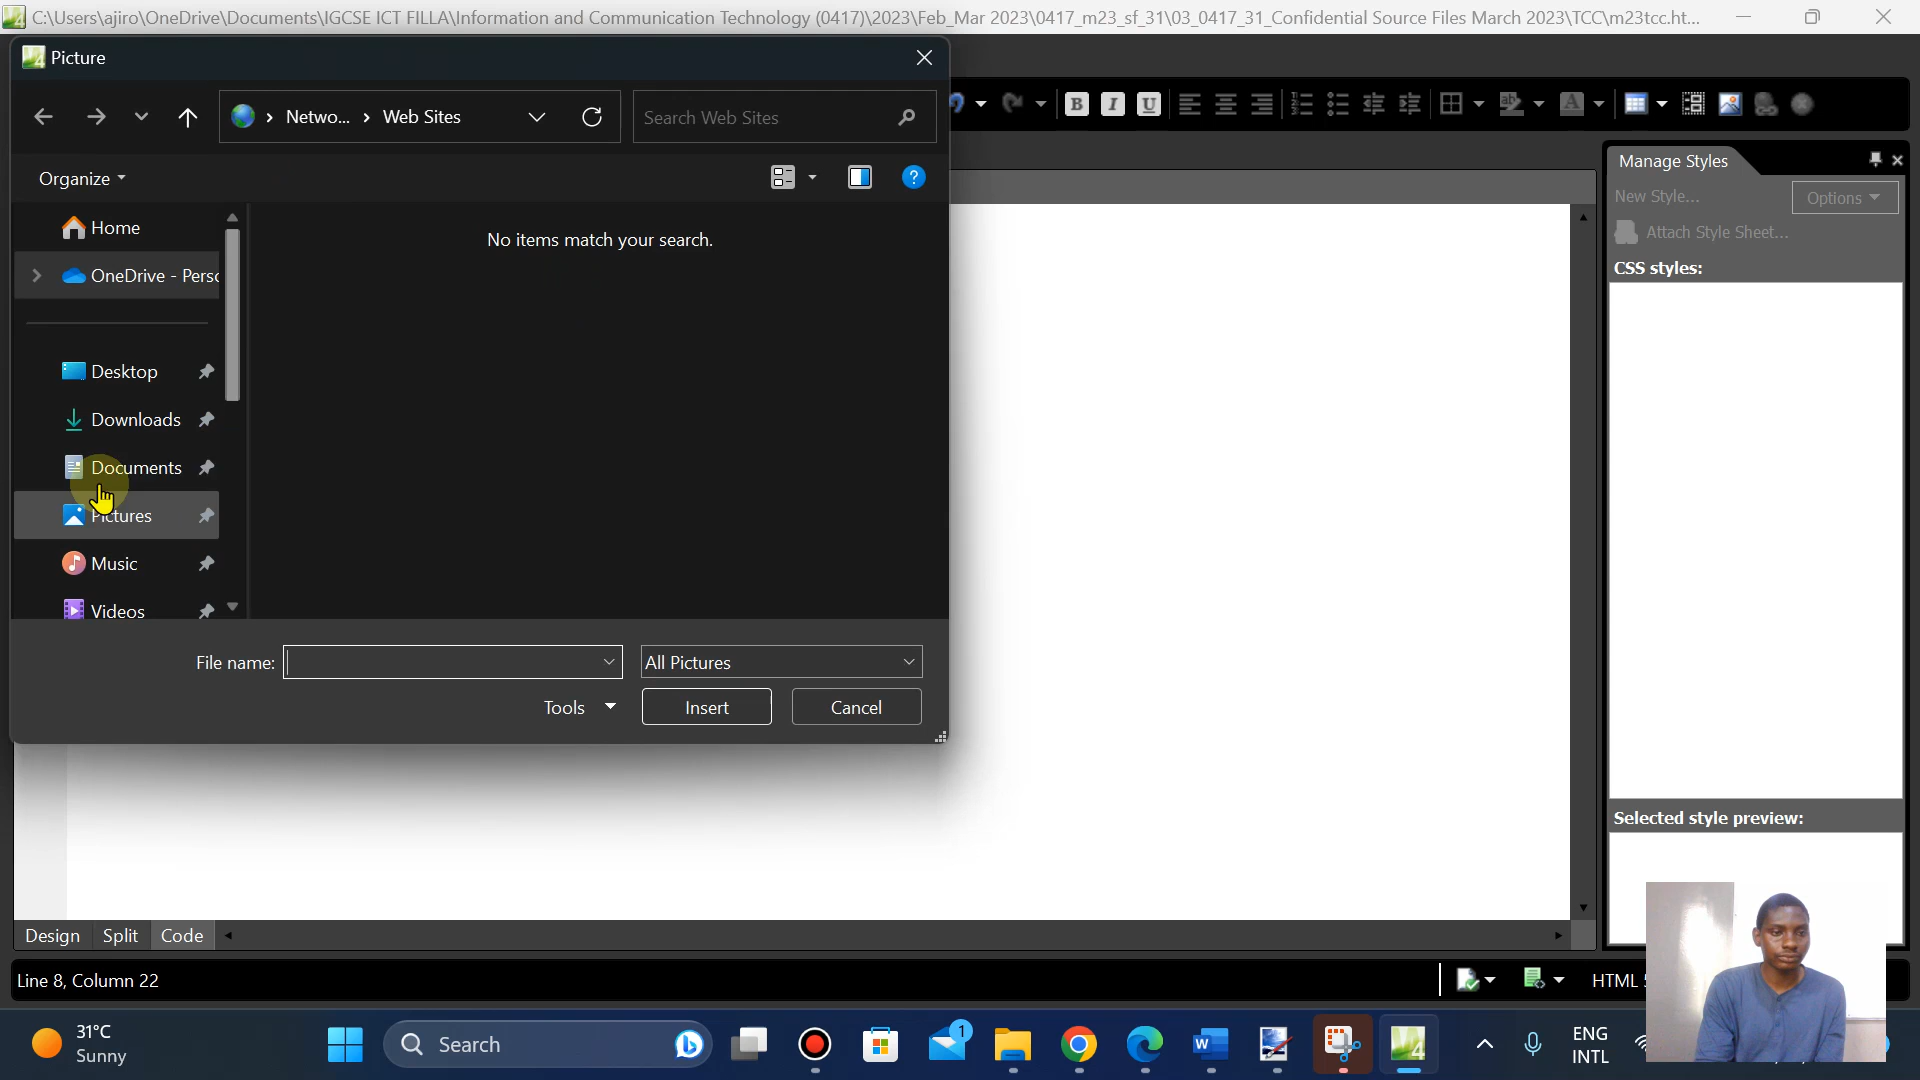 C:\Users\ajiro\OneDrive\Documents\IGCSE ICT FILLA\Information and Communication Technology (0417)\2023\Feb_Mar 2023\0417_m23_sf_31\03_0417_31_Confidential Source Files March 2023\TCC\m23tcc.ht...
Picture
Netwo... > Web Sites
Search Web Sites
Organize
Home
No items match your search.
OneDrive - Perso
Desktop
Downloads
Documents
Pictures
Music
Videos
File name:
All Pictures
Tools
Insert
Cancel
B I U
Manage Styles
New Style...
Options
Attach Style Sheet...
CSS styles:
Selected style preview:
Design
Split
Code
Line 8, Column 22
HTML
31°C
Sunny
Search
1
ENG
INTL